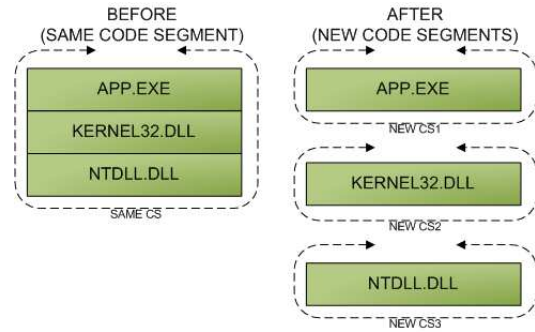 BEFORE
(SAME CODE SEGMENT)
APP.EXE
KERNEL32.DLL
NTDLL.DLL
SAME CS
AFTER
(NEW CODE SEGMENTS)
APP.EXE
NEW CS1
KERNEL32.DLL
NEW CS2
NTDLL.DLL
NEW CS3